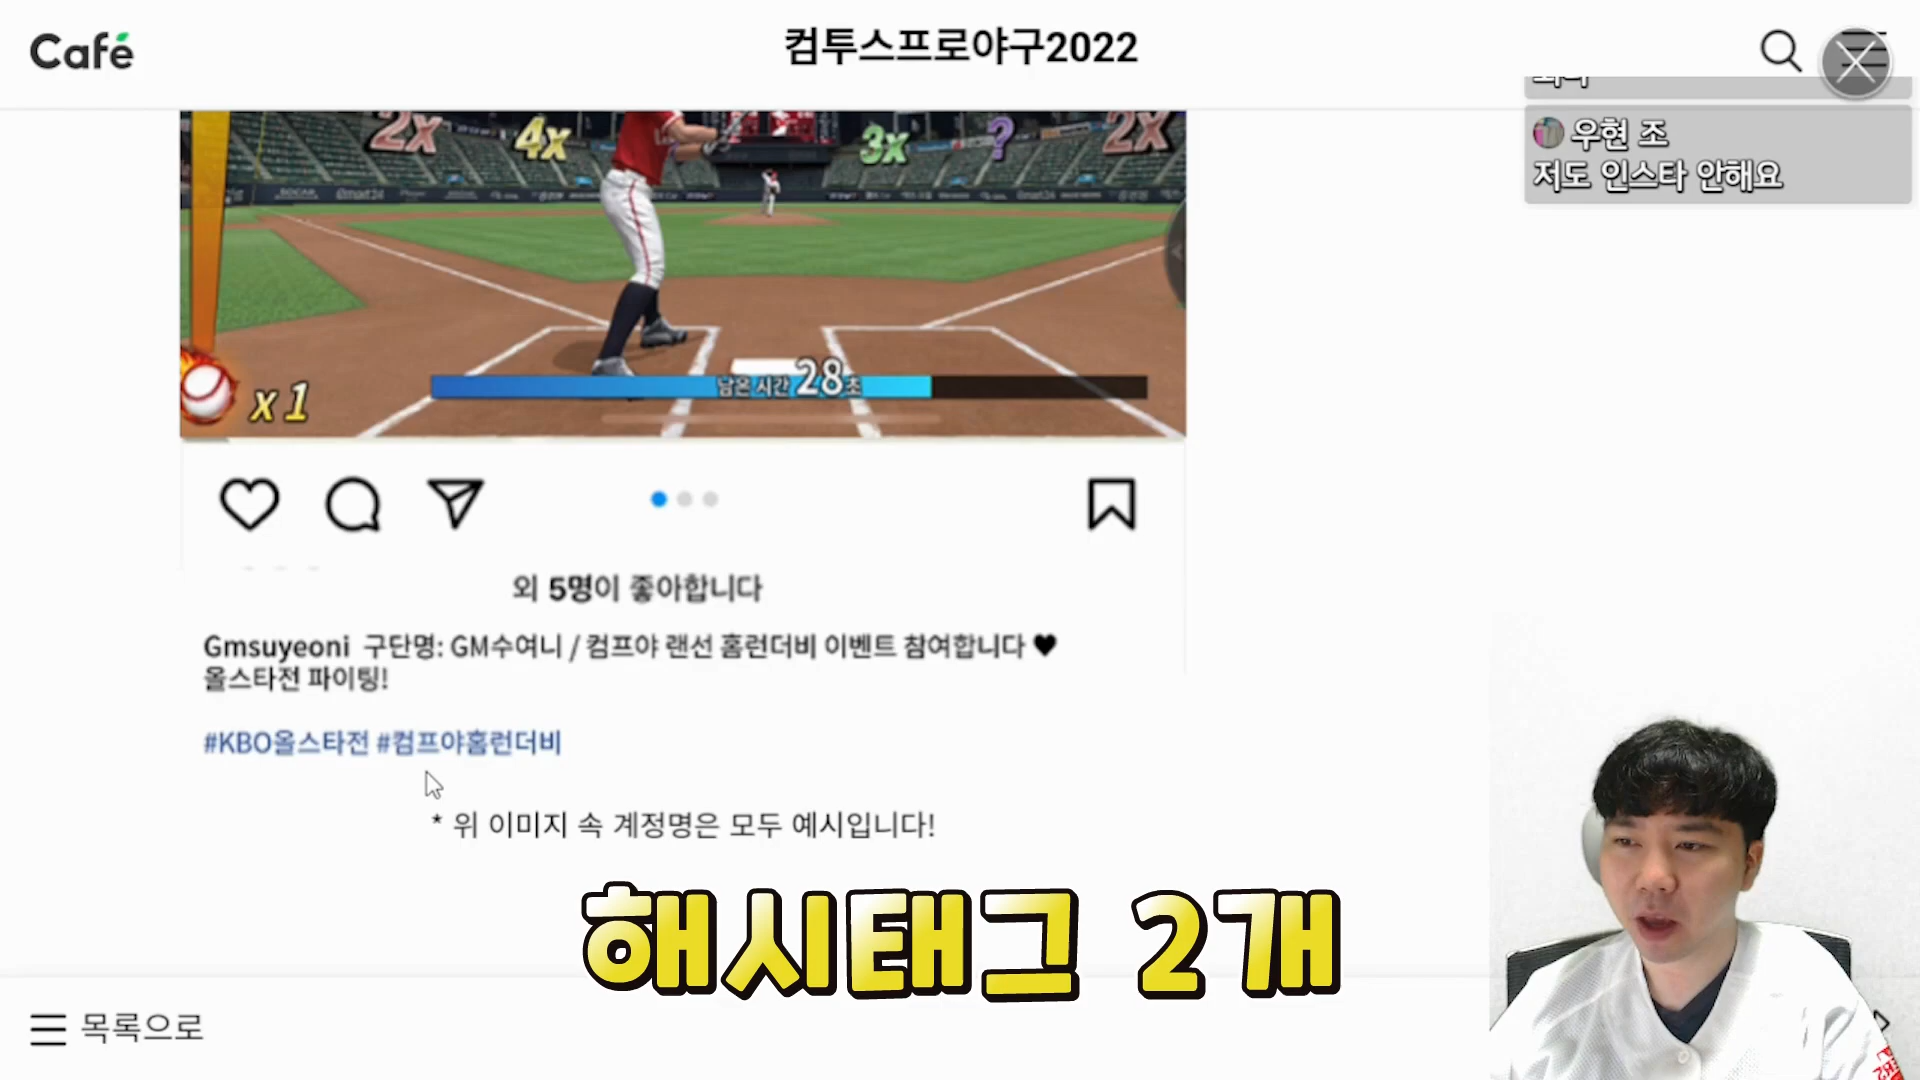 Café
컴투스프로야구2022
우현 조
저도 인스타 안해요
2x
4x
3x
?
2x
x1
남은 시간 28초
외 5명이 좋아합니다
Gmsuyeoni 구단명: GM수여니 / 컴프야 랜선 홈런더비 이벤트 참여합니다 ♥
올스타전 파이팅!
#KBO올스타전 #컴프야홈런더비
* 위 이미지 속 계정명은 모두 예시입니다!
해시태그 2개
목록으로